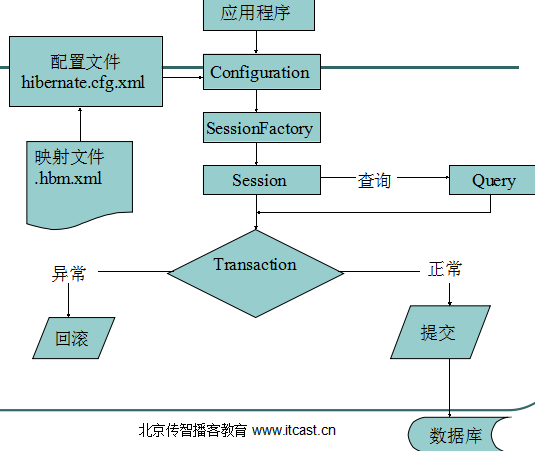 应用程序
配置文件
hibernate.cfg.xml
Configuration
SessionFactory
映射文件
.hbm.xml
Session
查询
Query
Transaction
异常
正常
回滚
提交
北京传智播客教育 www.itcast.cn
数据库